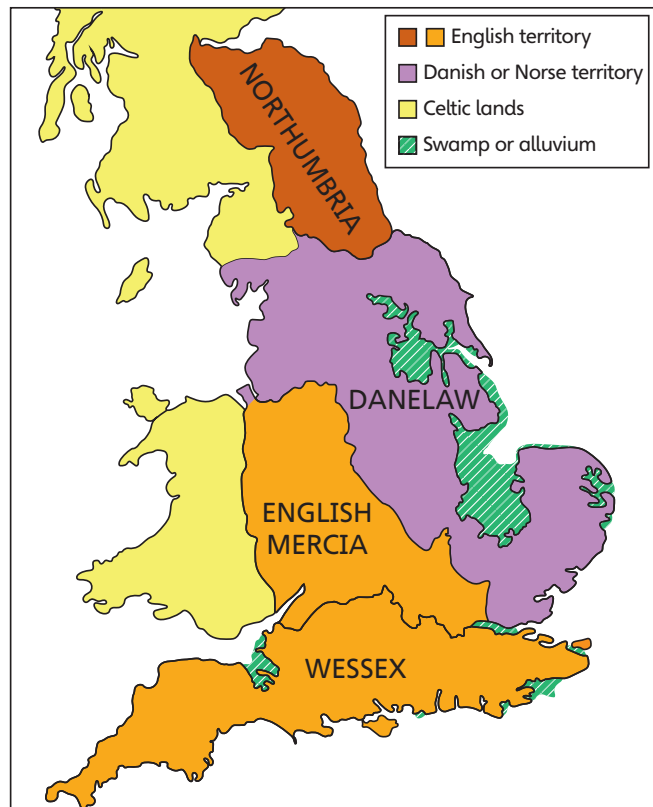 English territory
Danish or Norse territory
Celtic lands
Swamp or alluvium
NORTHUMBRIA
DANELAW
ENGLISH
MERCIA
WESSEX